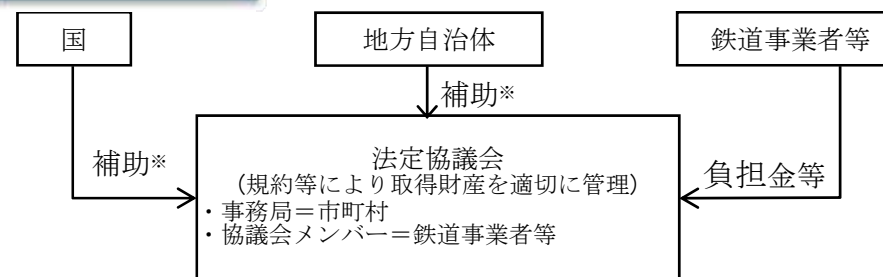 国
地方自治体
鉄道事業者等
補助※
補助※
負担金等
法定協議会
(規約等により取得財産を適切に管理)
・事務局＝市町村
・協議会メンバー＝鉄道事業者等